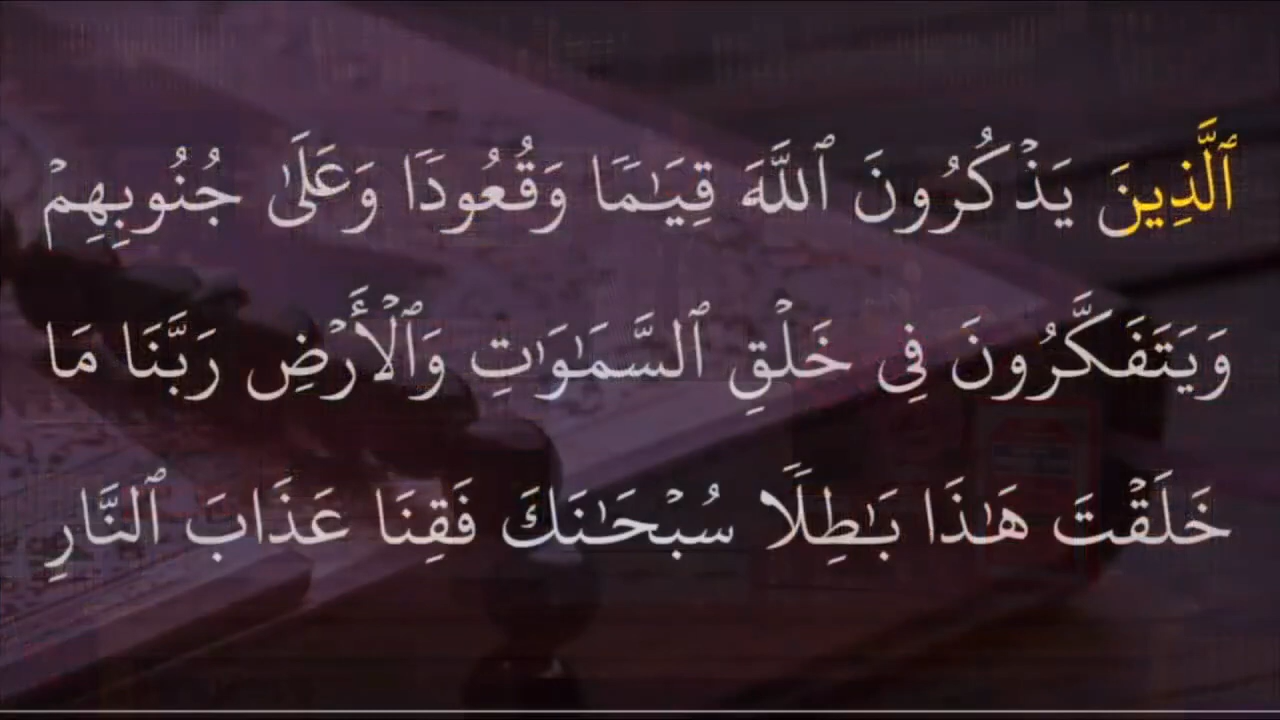 ٱلَّذِينَ يَذۡكُرُونَ ٱللَّهَ قِيَٰمٗا وَقُعُودٗا وَعَلَىٰ جُنُوبِهِمۡ
وَيَتَفَكَّرُونَ فِي خَلۡقِ ٱلسَّمَٰوَٰتِ وَٱلۡأَرۡضِ رَبَّنَا مَا
خَلَقۡتَ هَٰذَا بَٰطِلٗا سُبۡحَٰنَكَ فَقِنَا عَذَابَ ٱلنَّارِ